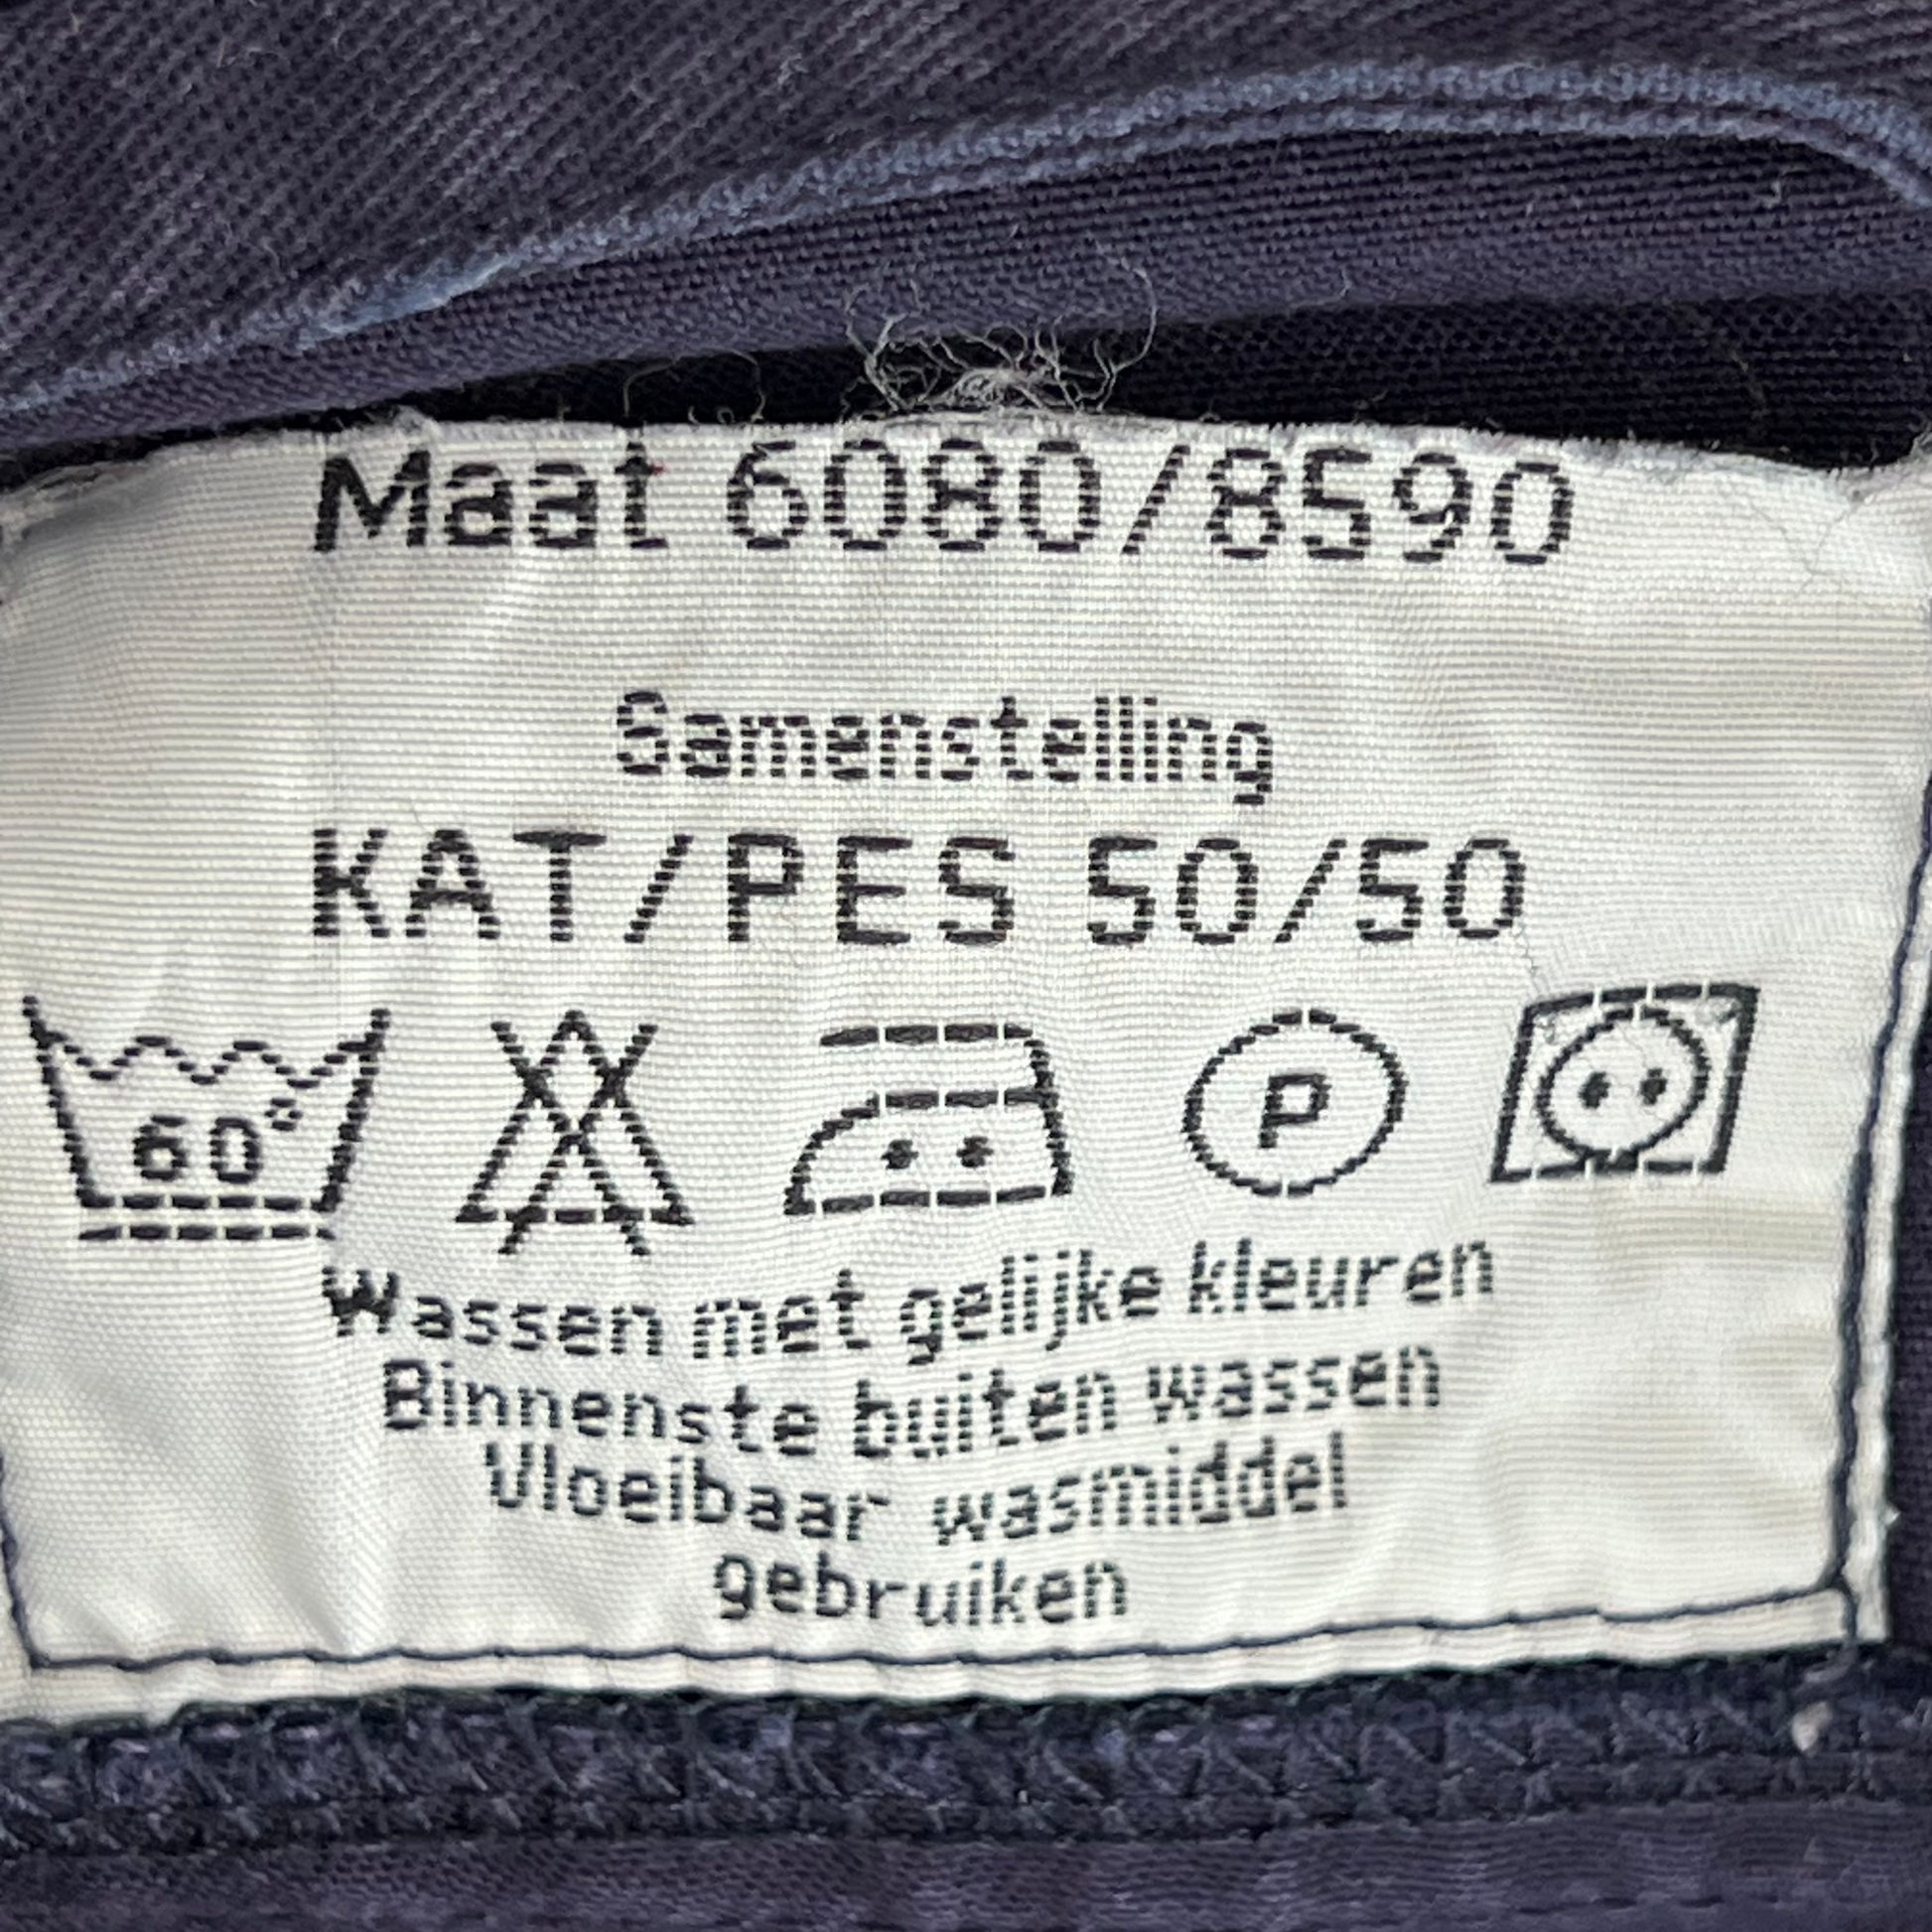 Maat 6080/8590
Samenstelling
KAT/PES 50/50
60° P
Wassen met gelijke kleuren
Binnenste buiten wassen
Vloeibaar wasmiddel
gebruiken